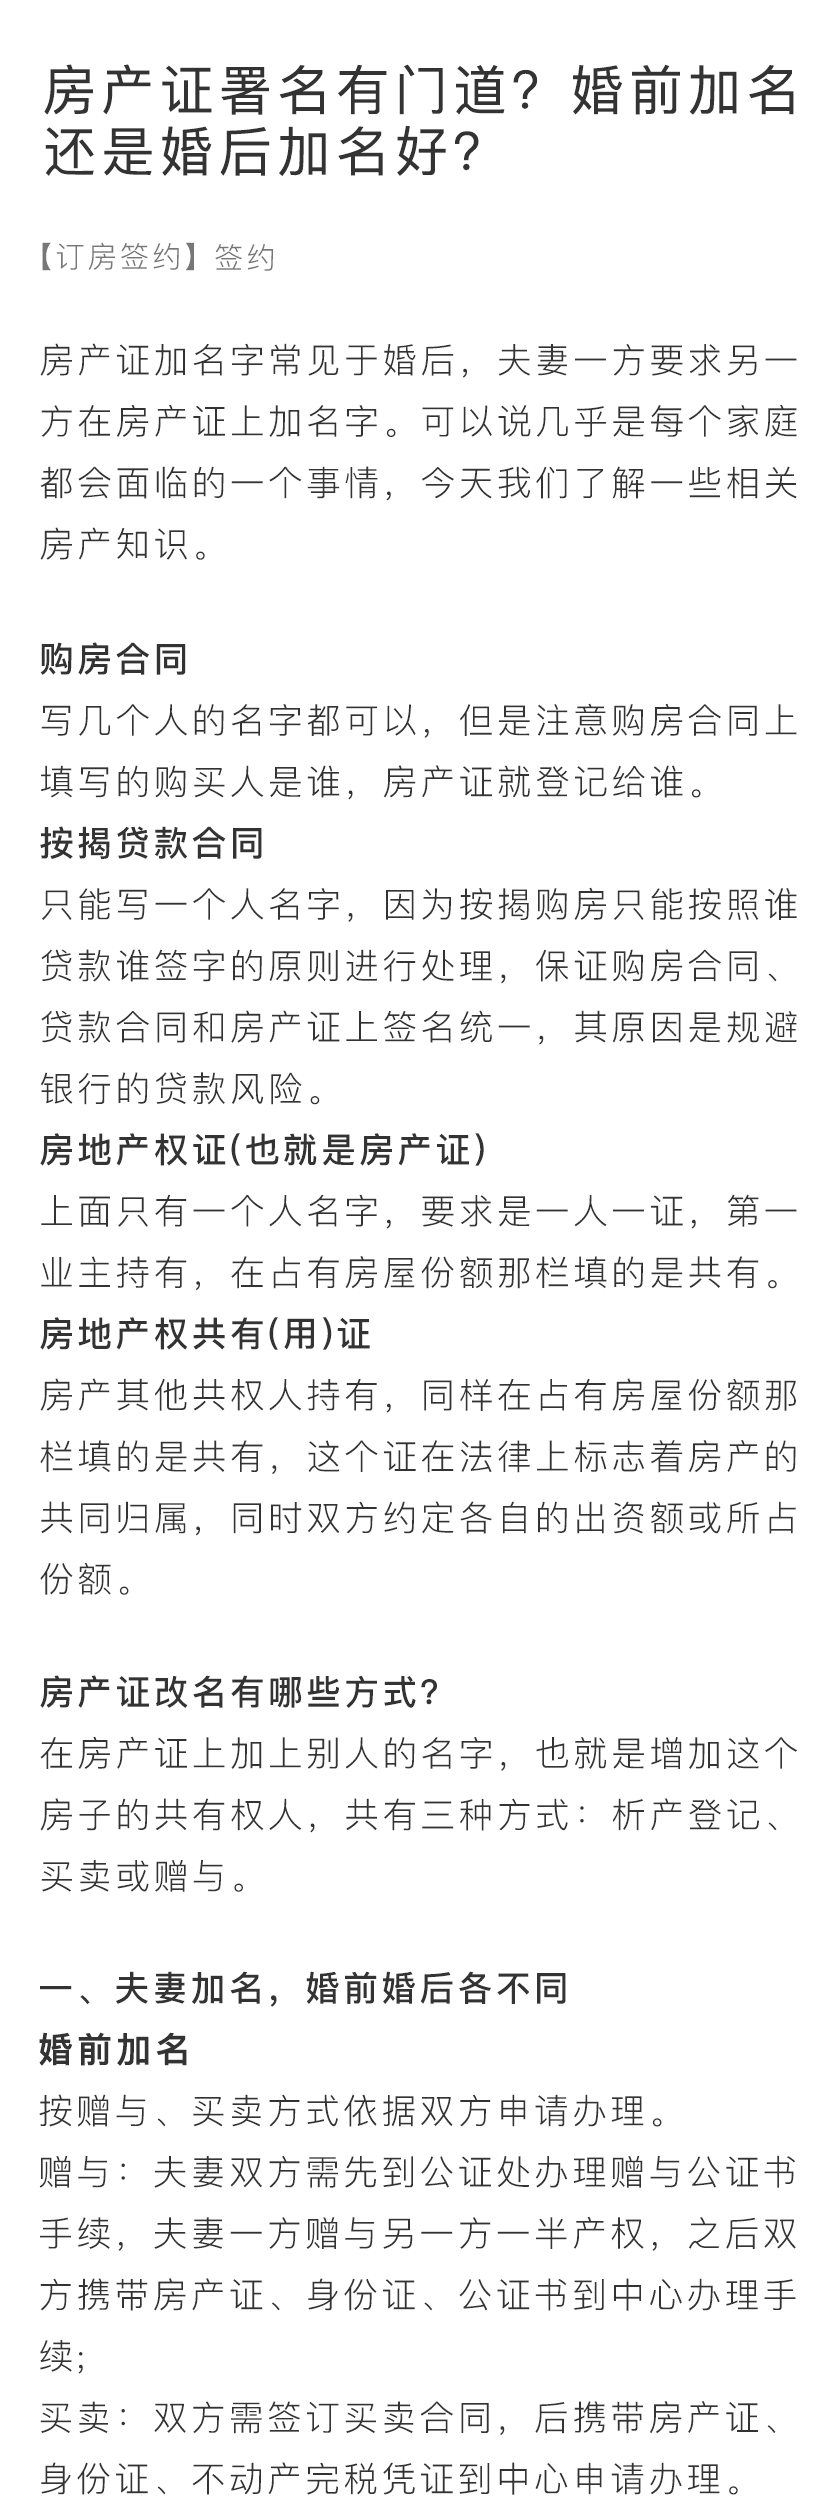 房产证署名有门道？婚前加名
还是婚后加名好？
【订房签约】签约
房产证加名字常见于婚后，夫妻一方要求另一
方在房产证上加名字。可以说几乎是每个家庭
都会面临的一个事情，今天我们了解一些相关
房产知识。
购房合同
写几个人的名字都可以，但是注意购房合同上
填写的购买人是谁，房产证就登记给谁。
按揭贷款合同
只能写一个人名字，因为按揭购房只能按照谁
贷款谁签字的原则进行处理，保证购房合同、
贷款合同和房产证上签名统一，其原因是规避
银行的贷款风险。
房地产权证(也就是房产证)
上面只有一个人名字，要求是一人一证，第一
业主持有，在占有房屋份额那栏填的是共有。
房地产权共有(用)证
房产其他共权人持有，同样在占有房屋份额那
栏填的是共有，这个证在法律上标志着房产的
共同归属，同时双方约定各自的出资额或所占
份额。
房产证改名有哪些方式?
在房产证上加上别人的名字，也就是增加这个
房子的共有权人，共有三种方式：析产登记、
买卖或赠与。
一、夫妻加名，婚前婚后各不同
婚前加名
按赠与、买卖方式依据双方申请办理。
赠与：夫妻双方需先到公证处办理赠与公证书
手续，夫妻一方赠与另一方一半产权，之后双
方携带房产证、身份证、公证书到中心办理手
续;
买卖：双方需签订买卖合同，后携带房产证、
身份证、不动产完税凭证到中心申请办理。